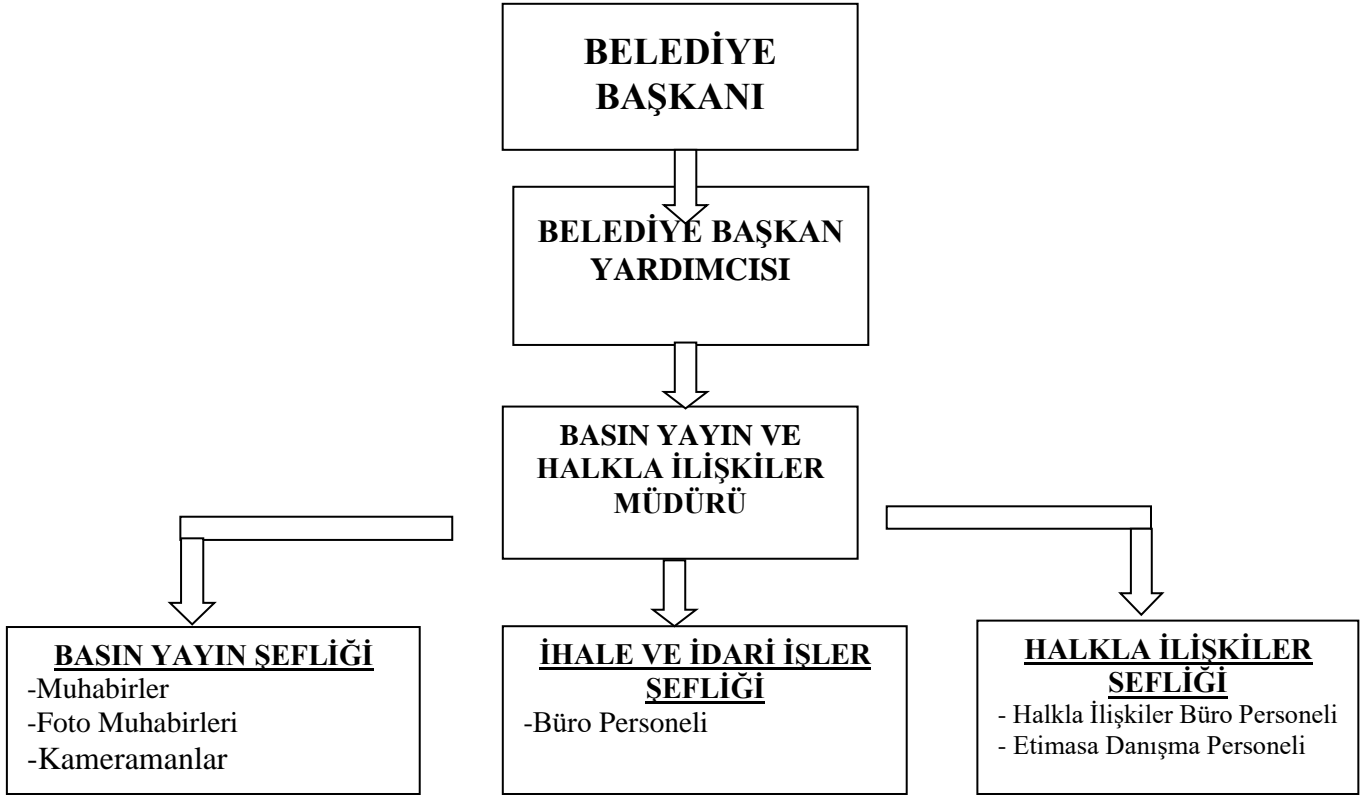 BELEDİYE
BAŞKANI
BELEDİYE BAŞKAN
YARDIMCISI
BASIN YAYIN VE
HALKLA İLİŞKİLER
MÜDÜRÜ
BASIN YAYIN ŞEFLİĞİ
-Muhabirler
-Foto Muhabirleri
-Kameramanlar
İHALE VE İDARİ İŞLER
ŞEFLİĞİ
-Büro Personeli
HALKLA İLİŞKİLER
SEFLİĞİ
- Halkla İlişkiler Büro Personeli
- Etimasa Danışma Personeli